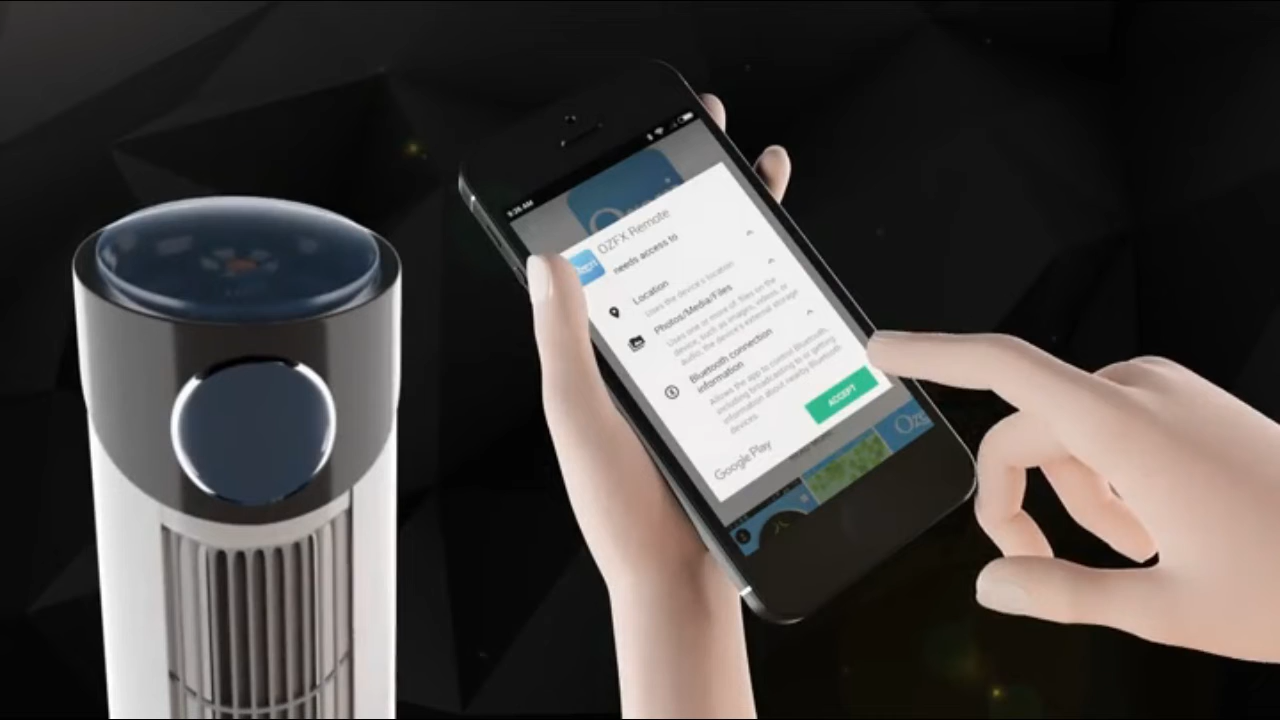 9:26 AM
OZFX Remote
needs access to
Location
Uses the device's location
Photos/Media/Files
Uses one or more of: files on the
device, such as images, videos, or
audio, the device's external storage
Bluetooth connection
information
Allows the app to control Bluetooth,
including broadcasting to or getting
information about nearby Bluetooth
devices.
ACCEPT
Google Play